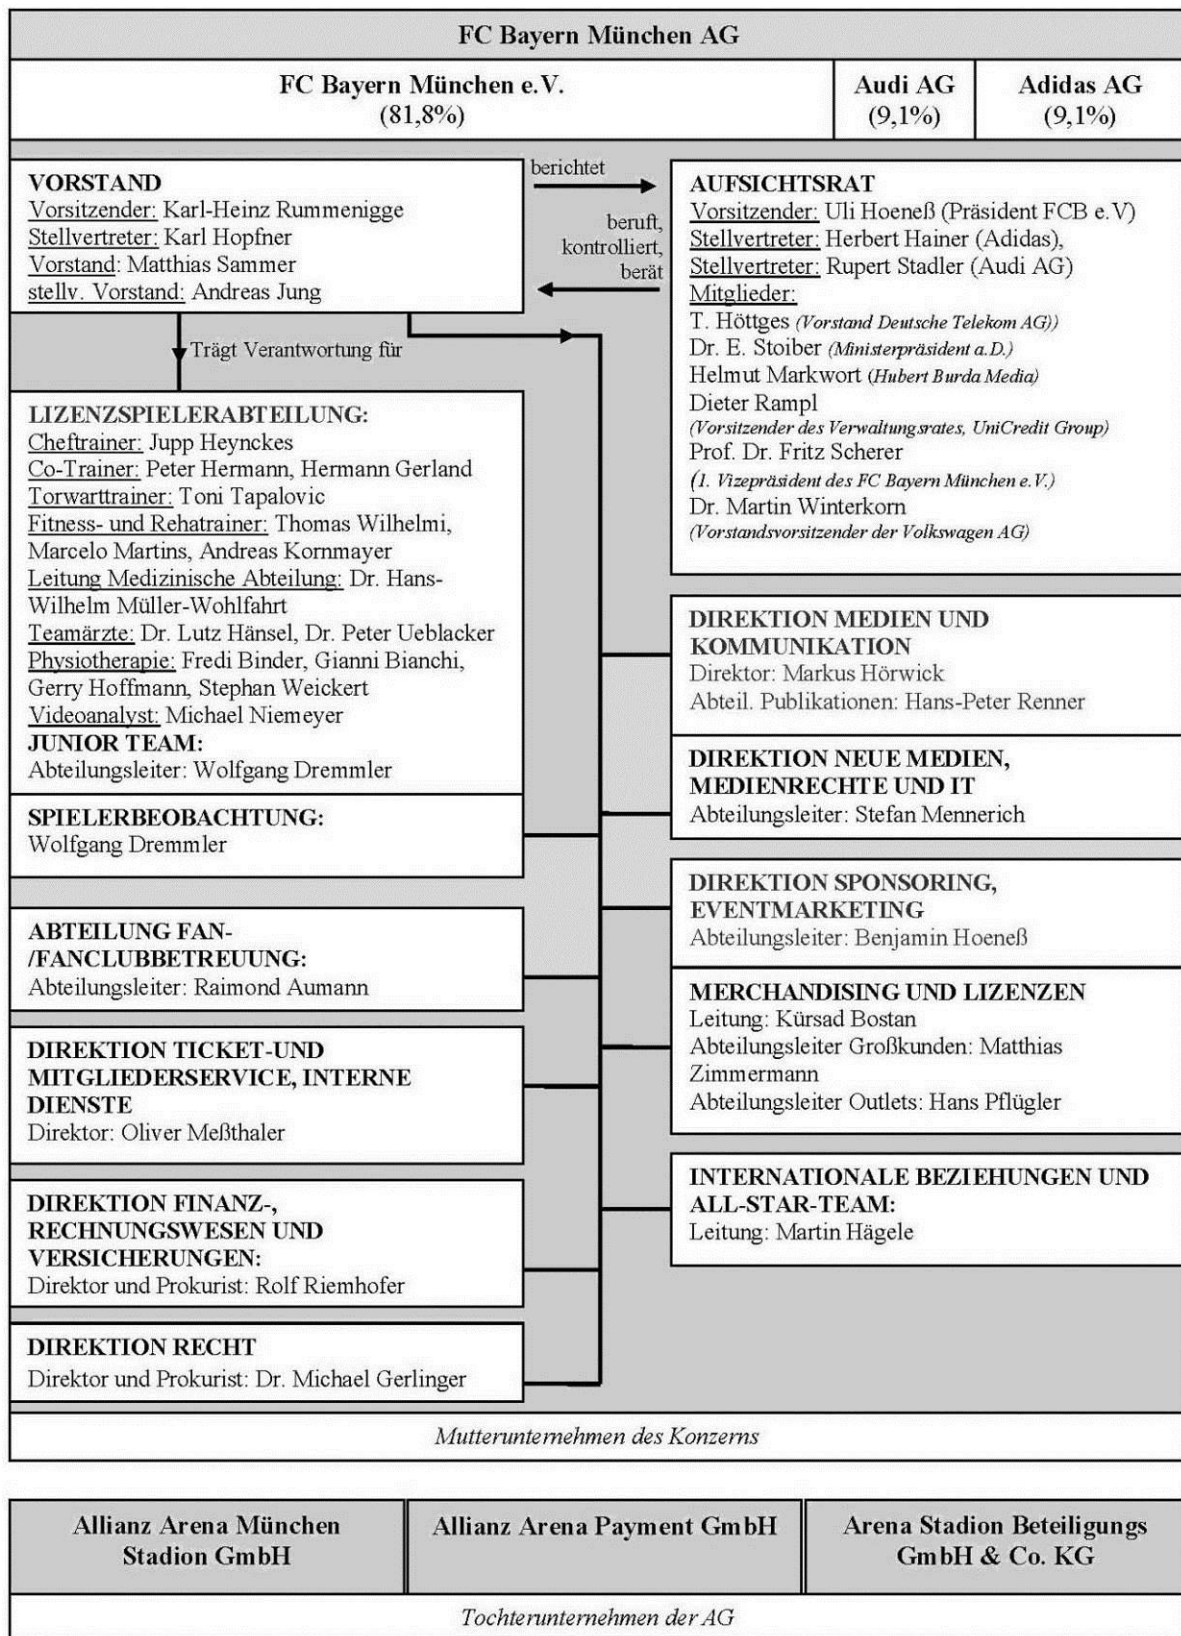 FC Bayern München AG
FC Bayern München e.V.
(81,8%)
Audi AG
(9,1%)
Adidas AG
(9,1%)
VORSTAND
Vorsitzender: Karl-Heinz Rummenigge
Stellvertreter: Karl Hopfner
Vorstand: Matthias Sammer
stellv. Vorstand: Andreas Jung
berichtet
beruft,
kontrolliert,
berät
AUFSICHTSRAT
Vorsitzender: Uli Hoeneß (Präsident FCB e.V)
Stellvertreter: Herbert Hainer (Adidas),
Stellvertreter: Rupert Stadler (Audi AG)
Mitglieder:
T. Höttges (Vorstand Deutsche Telekom AG))
Dr. E. Stoiber (Ministerpräsident a.D.)
Helmut Markwort (Hubert Burda Media)
Dieter Rampl
(Vorsitzender des Verwaltungsrates, UniCredit Group)
Prof. Dr. Fritz Scherer
(1. Vizepräsident des FC Bayern München e.V.)
Dr. Martin Winterkorn
(Vorstandsvorsitzender der Volkswagen AG)
Trägt Verantwortung für
LIZENZSPIELERABTEILUNG:
Cheftrainer: Jupp Heynckes
Co-Trainer: Peter Hermann, Hermann Gerland
Torwarttrainer: Toni Tapalovic
Fitness- und Rehatrainer: Thomas Wilhelmi,
Marcelo Martins, Andreas Kornmayer
Leitung Medizinische Abteilung: Dr. Hans-
Wilhelm Müller-Wohlfahrt
Teamärzte: Dr. Lutz Hänsel, Dr. Peter Ueblacker
Physiotherapie: Fredi Binder, Gianni Bianchi,
Gerry Hoffmann, Stephan Weickert
Videoanalyst: Michael Niemeyer
JUNIOR TEAM:
Abteilungsleiter: Wolfgang Dremmler
SPIELERBEOBACHTUNG:
Wolfgang Dremmler
ABTEILUNG FAN-
/FANCLUBBETREUUNG:
Abteilungsleiter: Raimond Aumann
DIREKTION TICKET-UND
MITGLIEDERSERVICE, INTERNE
DIENSTE
Direktor: Oliver Meßthaler
DIREKTION FINANZ-,
RECHNUNGSWESEN UND
VERSICHERUNGEN:
Direktor und Prokurist: Rolf Riemhofer
DIREKTION RECHT
Direktor und Prokurist: Dr. Michael Gerlinger
DIREKTION MEDIEN UND
KOMMUNIKATION
Direktor: Markus Hörwick
Abteil. Publikationen: Hans-Peter Renner
DIREKTION NEUE MEDIEN,
MEDIENRECHTE UND IT
Abteilungsleiter: Stefan Mennerich
DIREKTION SPONSORING,
EVENTMARKETING
Abteilungsleiter: Benjamin Hoeneß
MERCHANDISING UND LIZENZEN
Leitung: Kürsad Bostan
Abteilungsleiter Großkunden: Matthias
Zimmermann
Abteilungsleiter Outlets: Hans Pflügler
INTERNATIONALE BEZIEHUNGEN UND
ALL-STAR-TEAM:
Leitung: Martin Hägele
Mutterunternehmen des Konzerns
Allianz Arena München
Stadion GmbH
Allianz Arena Payment GmbH
Arena Stadion Beteiligungs
GmbH & Co. KG
Tochterunternehmen der AG